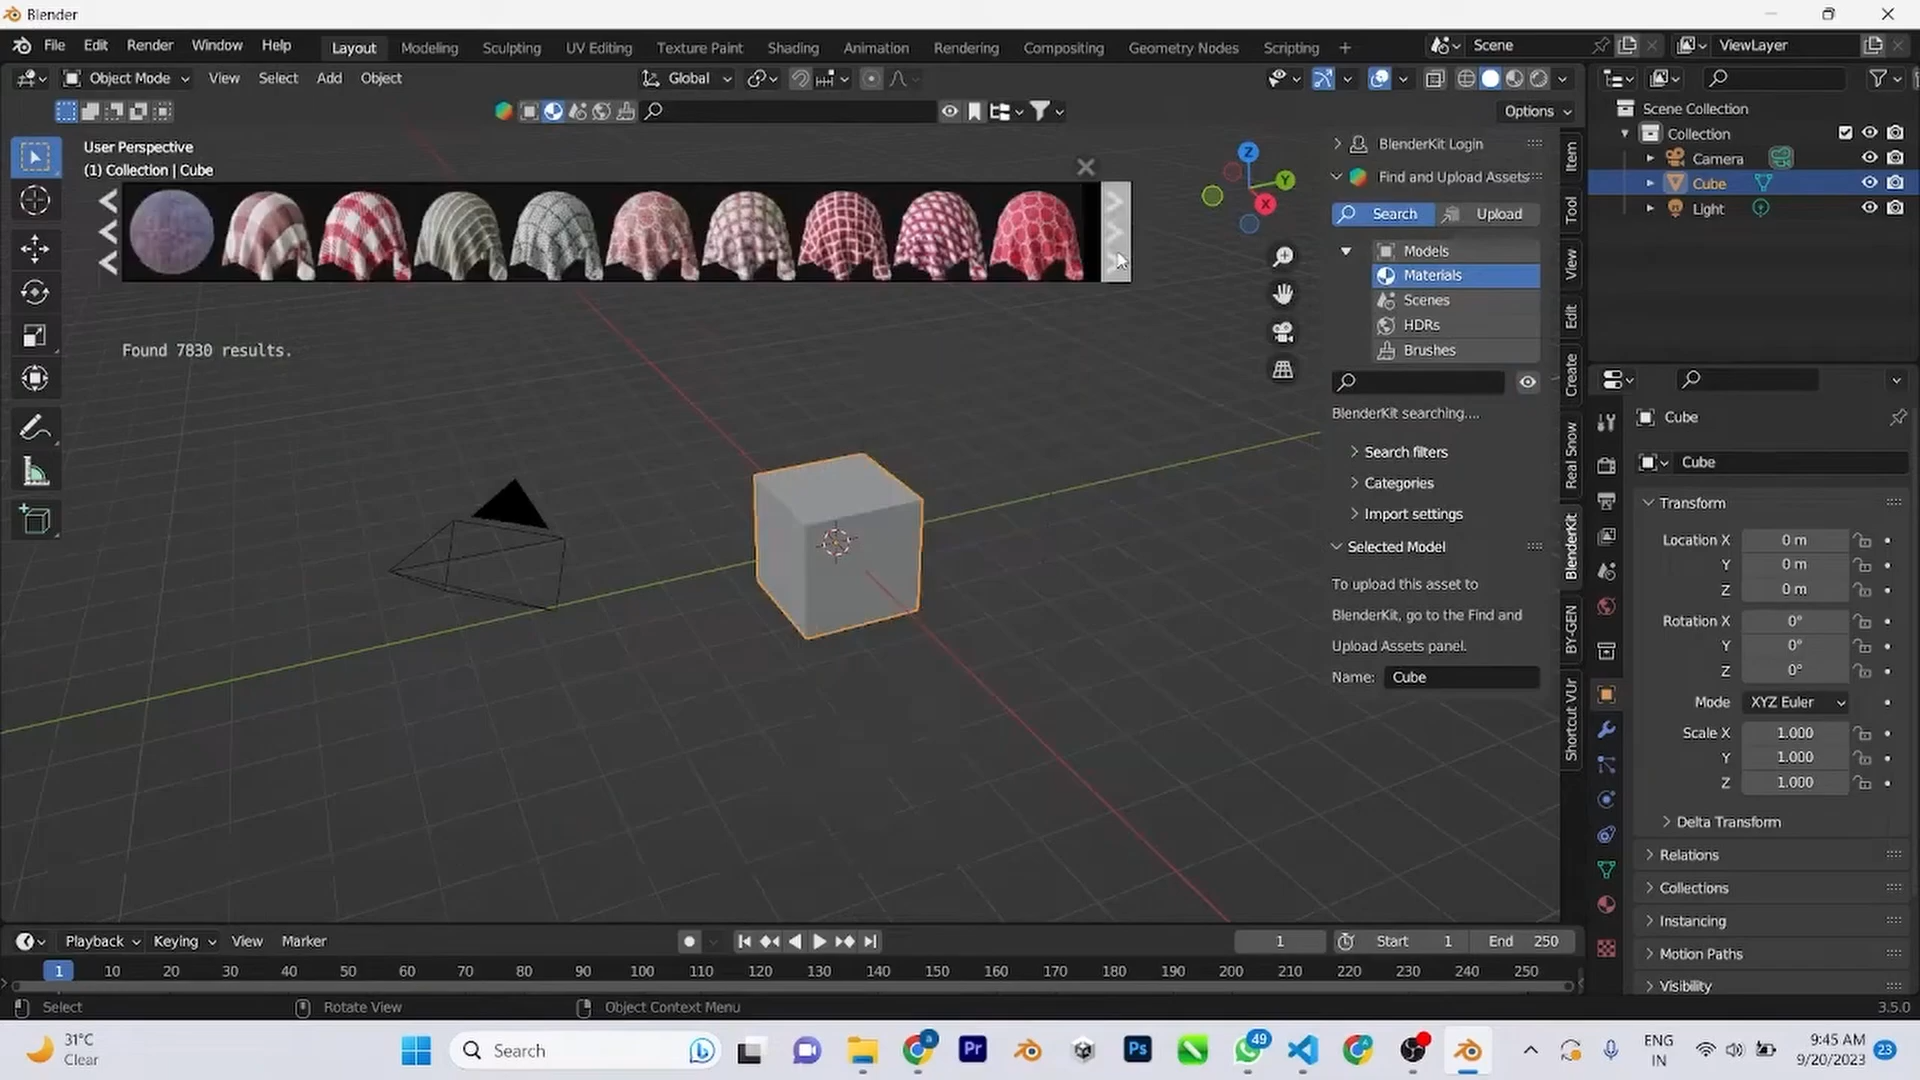 Blender
File Edit Render Window Help Layout Modeling Sculpting UV Editing Texture Paint Shading Animation Rendering Compositing Geometry Nodes Scripting + Scene ViewLayer
Object Mode View Select Add Object Global
Options
User Perspective
(1) Collection | Cube
Found 7830 results.
Z
Y
X
BlenderKit Login
Find and Upload Assets
Search Upload
Models
Materials
Scenes
HDRs
Brushes
BlenderKit searching....
Search filters
Categories
Import settings
Selected Model
To upload this asset to
BlenderKit, go to the Find and
Upload Assets panel.
Name: Cube
Item
Tool
View
Edit
Create
Real Snow
BlenderKit
BY-GEN
Shortcut VUr
Scene Collection
Collection
Camera
Cube
Light
Cube
Cube
Transform
Location X 0 m
Y 0 m
Z 0 m
Rotation X 0°
Y 0°
Z 0°
Mode XYZ Euler
Scale X 1.000
Y 1.000
Z 1.000
Delta Transform
Relations
Collections
Instancing
Motion Paths
Visibility
Playback Keying View Marker 1 Start 1 End 250
1 10 20 30 40 50 60 70 80 90 100 110 120 130 140 150 160 170 180 190 200 210 220 230 240 250
Select Rotate View Object Context Menu 3.5.0
31°C
Clear
Search
a
Pr
Ps
49
ENG
IN
9:45 AM
9/20/2023
23